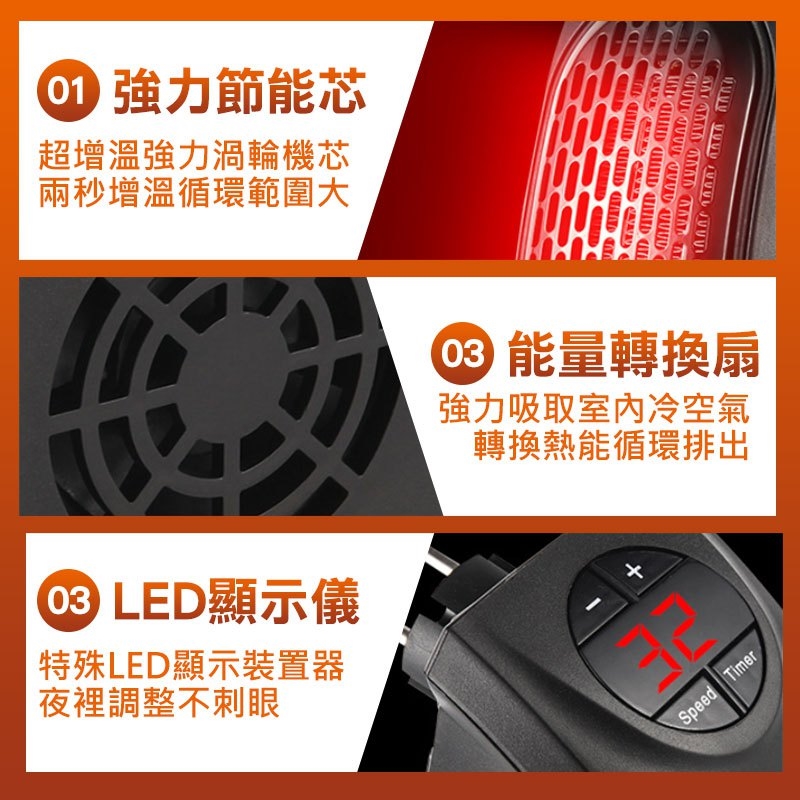 01 強力節能芯
超增溫強力渦輪機芯
兩秒增溫循環範圍大
03 能量轉換扇
強力吸取室內冷空氣
轉換熱能循環排出
03 LED顯示儀
特殊LED顯示裝置器
夜裡調整不刺眼
- +
32
Speed Timer